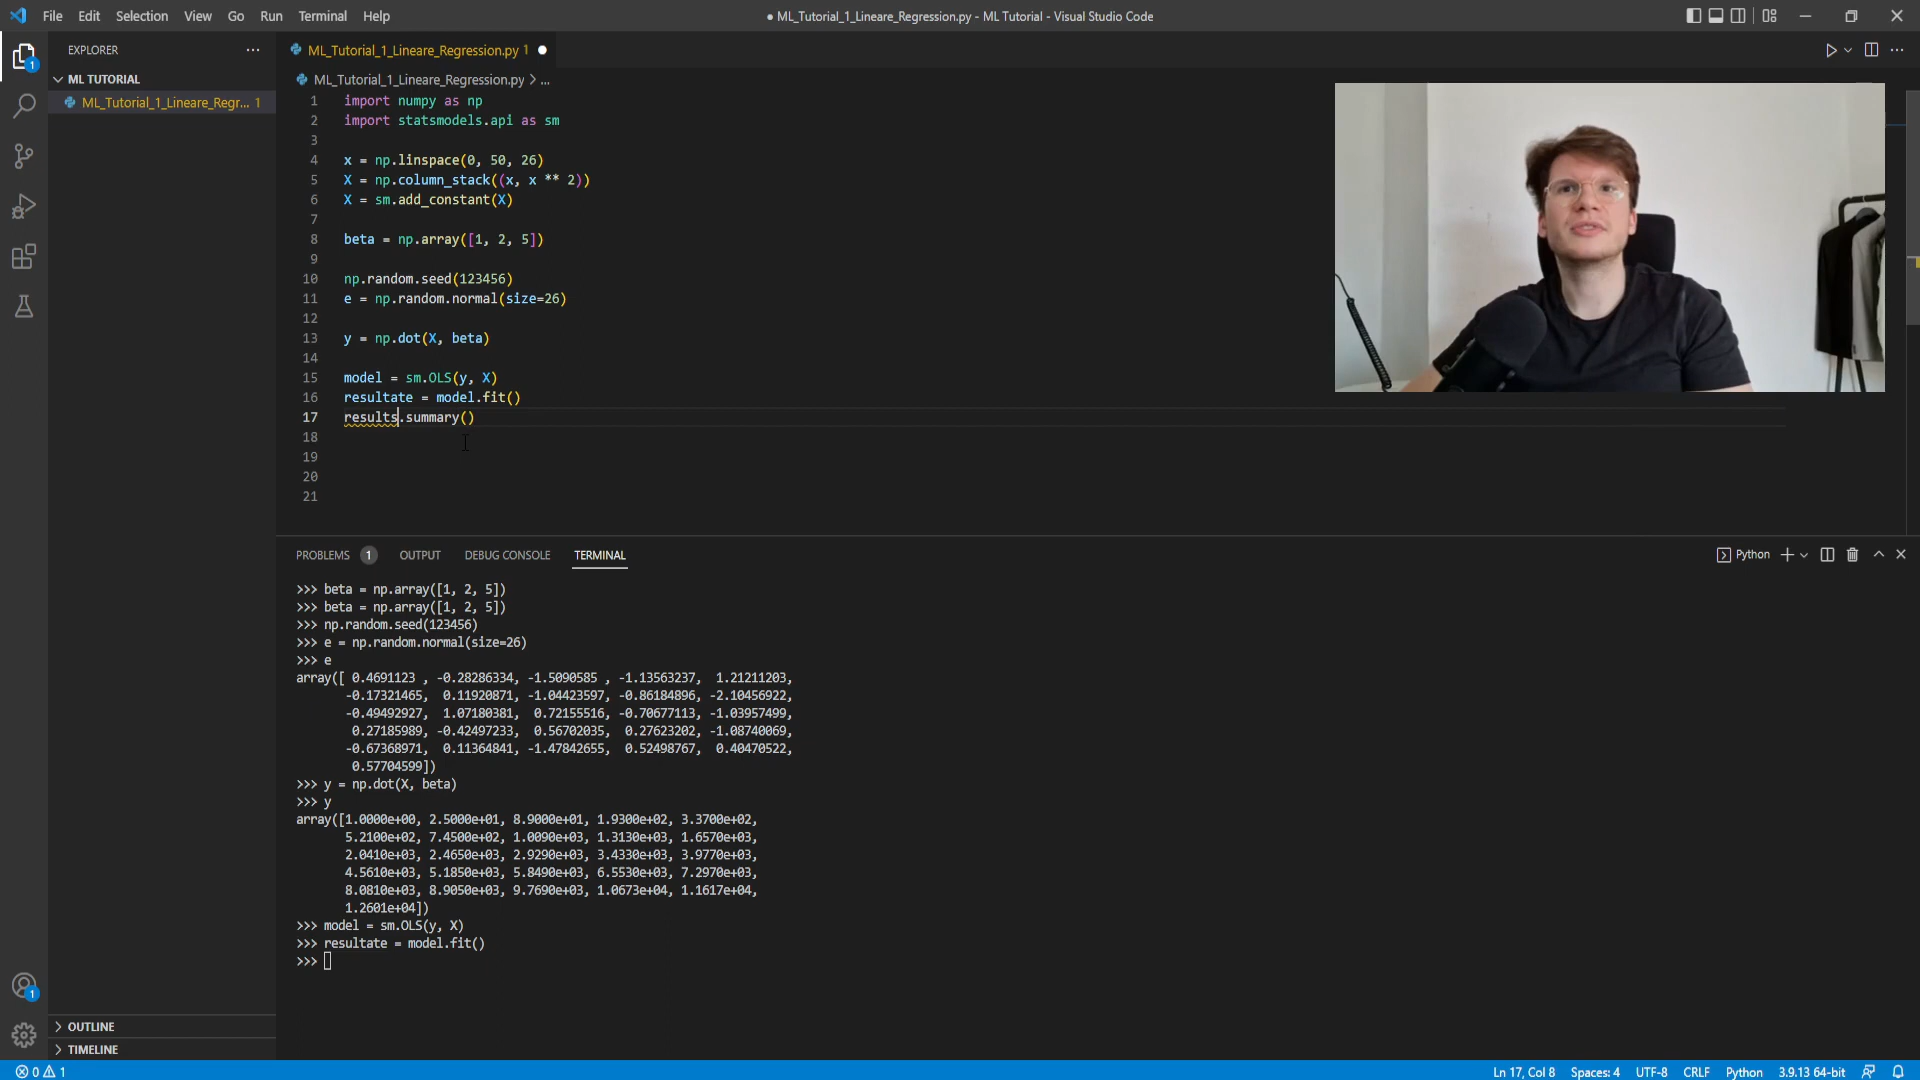 File Edit Selection View Go Run Terminal Help
● ML_Tutorial_1_Lineare_Regression.py - ML Tutorial - Visual Studio Code
EXPLORER
ML TUTORIAL
ML_Tutorial_1_Lineare_Regr... 1
ML_Tutorial_1_Lineare_Regression.py 1
ML_Tutorial_1_Lineare_Regression.py > ...
1 import numpy as np
2 import statsmodels.api as sm
3
4 x = np.linspace(0, 50, 26)
5 X = np.column_stack((x, x ** 2))
6 X = sm.add_constant(X)
7
8 beta = np.array([1, 2, 5])
9
10 np.random.seed(123456)
11 e = np.random.normal(size=26)
12
13 y = np.dot(X, beta)
14
15 model = sm.OLS(y, X)
16 resultate = model.fit()
17 results.summary()
18
19
20
21
PROBLEMS 1 OUTPUT DEBUG CONSOLE TERMINAL
Python
>>> beta = np.array([1, 2, 5])
>>> beta = np.array([1, 2, 5])
>>> np.random.seed(123456)
>>> e = np.random.normal(size=26)
>>> e
array([ 0.4691123 , -0.28286334, -1.5090585 , -1.13563237,  1.21211203,
-0.17321465,  0.11920871, -1.04423597, -0.86184896, -2.10456922,
-0.49492927,  1.07180381,  0.72155516, -0.70677113, -1.03957499,
0.27185989, -0.42497233,  0.56702035,  0.27623202, -1.08740069,
-0.67368971,  0.11364841, -1.47842655,  0.52498767,  0.40470522,
0.57704599])
>>> y = np.dot(X, beta)
>>> y
array([1.0000e+00, 2.5000e+01, 8.9000e+01, 1.9300e+02, 3.3700e+02,
5.2100e+02, 7.4500e+02, 1.0090e+03, 1.3130e+03, 1.6570e+03,
2.0410e+03, 2.4650e+03, 2.9290e+03, 3.4330e+03, 3.9770e+03,
4.5610e+03, 5.1850e+03, 5.8490e+03, 6.5530e+03, 7.2970e+03,
8.0810e+03, 8.9050e+03, 9.7690e+03, 1.0673e+04, 1.1617e+04,
1.2601e+04])
>>> model = sm.OLS(y, X)
>>> resultate = model.fit()
>>>
1
1
OUTLINE
TIMELINE
0 1
Ln 17, Col 8 Spaces: 4 UTF-8 CRLF Python 3.9.13 64-bit